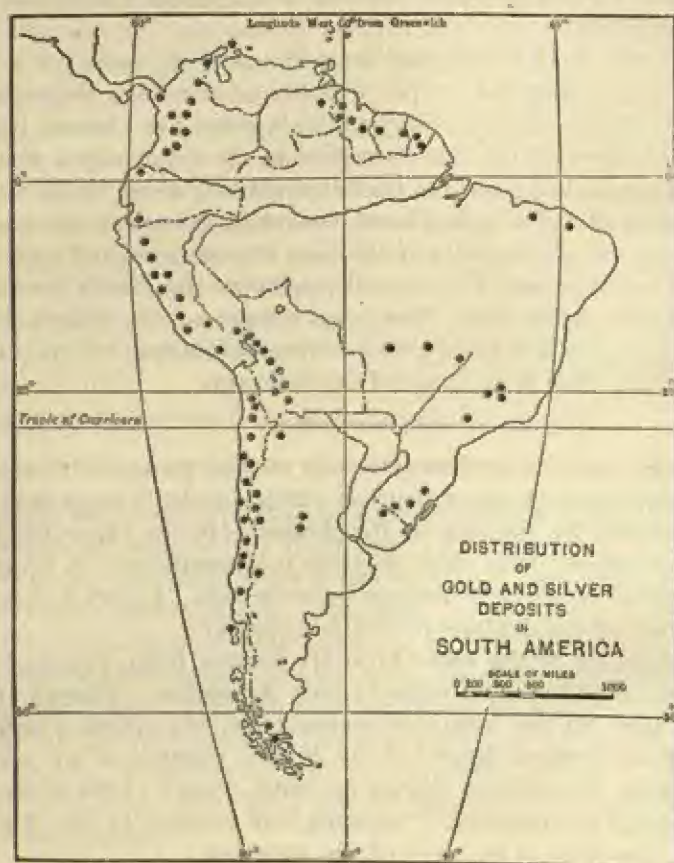 Longitude West 60° from Greenwich
Tropic of Capricorn
DISTRIBUTION
OF
GOLD AND SILVER
DEPOSITS
IN
SOUTH AMERICA
SCALE OF MILES
1000